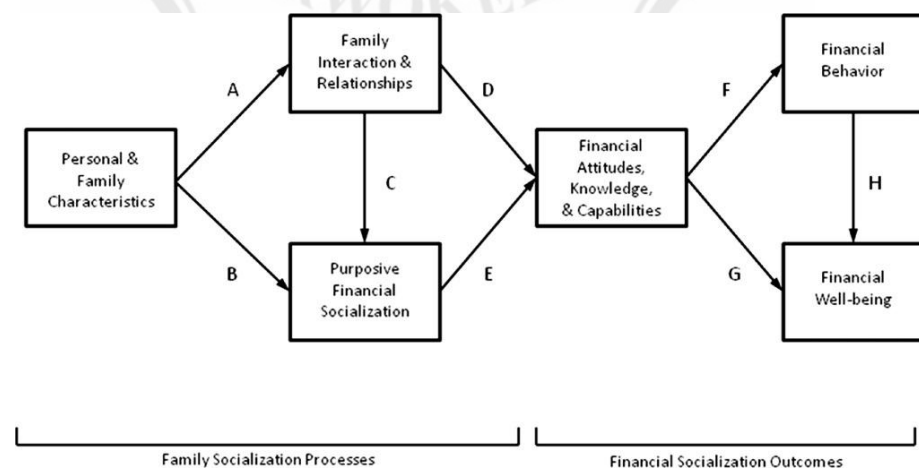 Family
Interaction &
Relationships
Financial
Behavior
A
D
F
Personal &
Family
Characteristics
C
Financial
Attitudes,
Knowledge,
& Capabilities
H
B
Purposive
Financial
Socialization
E
G
Financial
Well-being
Family Socialization Processes
Financial Socialization Outcomes